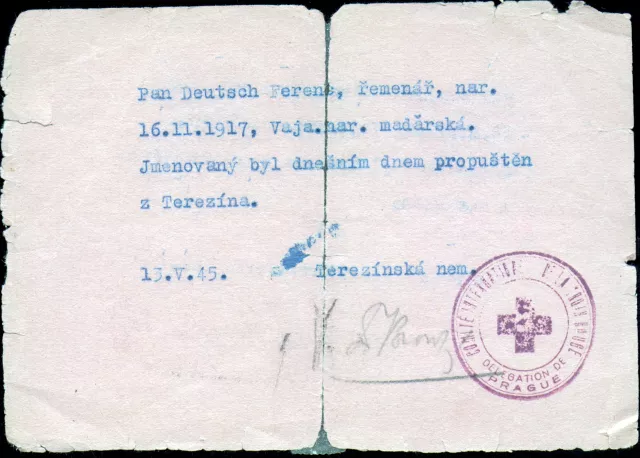 Pan Deutsch Ferenc, řemenář, nar.
16.11.1917, Vaja.nar. maďarská.
Jmenovaný byl dnešním dnem propuštěn
z Terezína.
13.V.45. Terezínská nem.
COMITÉ INTERNATIONAL DE LA CROIX ROUGE
DÉLÉGATION DE
PRAGUE